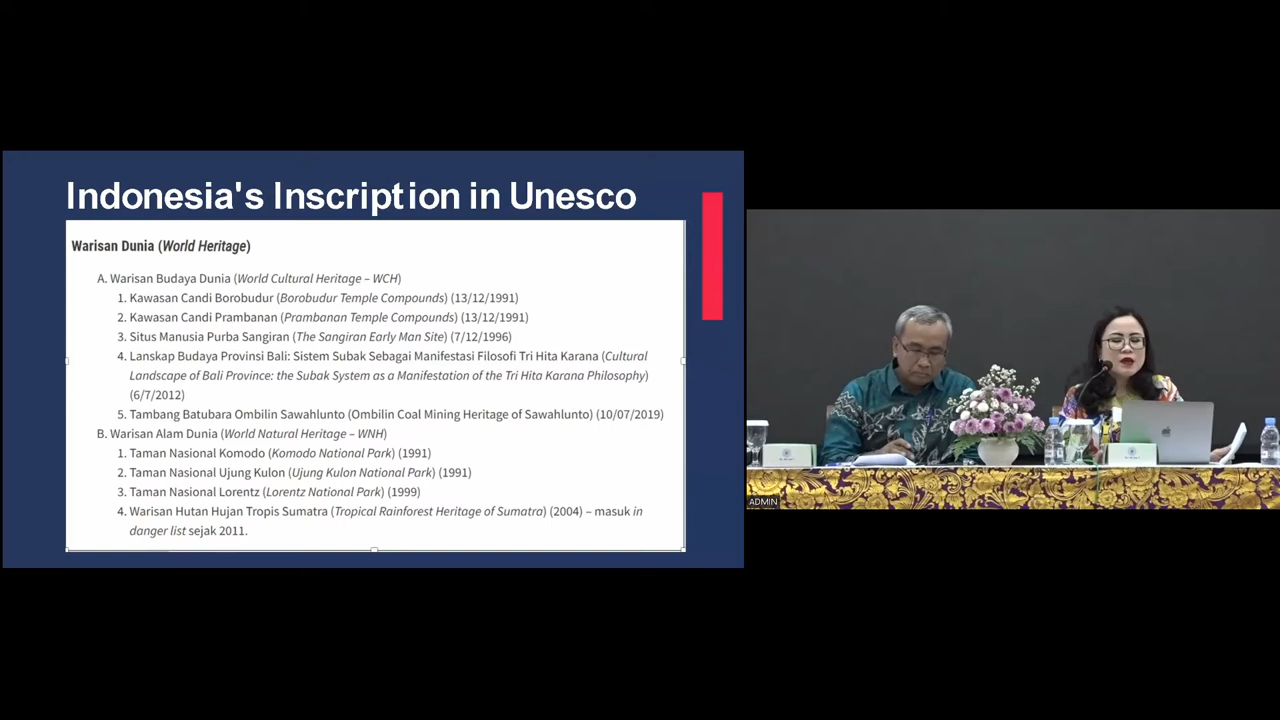 Indonesia's Inscription in Unesco
Warisan Dunia (World Heritage)
A. Warisan Budaya Dunia (World Cultural Heritage – WCH)
1. Kawasan Candi Borobudur (Borobudur Temple Compounds) (13/12/1991)
2. Kawasan Candi Prambanan (Prambanan Temple Compounds) (13/12/1991)
3. Situs Manusia Purba Sangiran (The Sangiran Early Man Site) (7/12/1996)
4. Lanskap Budaya Provinsi Bali: Sistem Subak Sebagai Manifestasi Filosofi Tri Hita Karana (Cultural
Landscape of Bali Province: the Subak System as a Manifestation of the Tri Hita Karana Philosophy)
(6/7/2012)
5. Tambang Batubara Ombilin Sawahlunto (Ombilin Coal Mining Heritage of Sawahlunto) (10/07/2019)
B. Warisan Alam Dunia (World Natural Heritage – WNH)
1. Taman Nasional Komodo (Komodo National Park) (1991)
2. Taman Nasional Ujung Kulon (Ujung Kulon National Park) (1991)
3. Taman Nasional Lorentz (Lorentz National Park) (1999)
4. Warisan Hutan Hujan Tropis Sumatra (Tropical Rainforest Heritage of Sumatra) (2004) – masuk in
danger list sejak 2011.
ADMIN